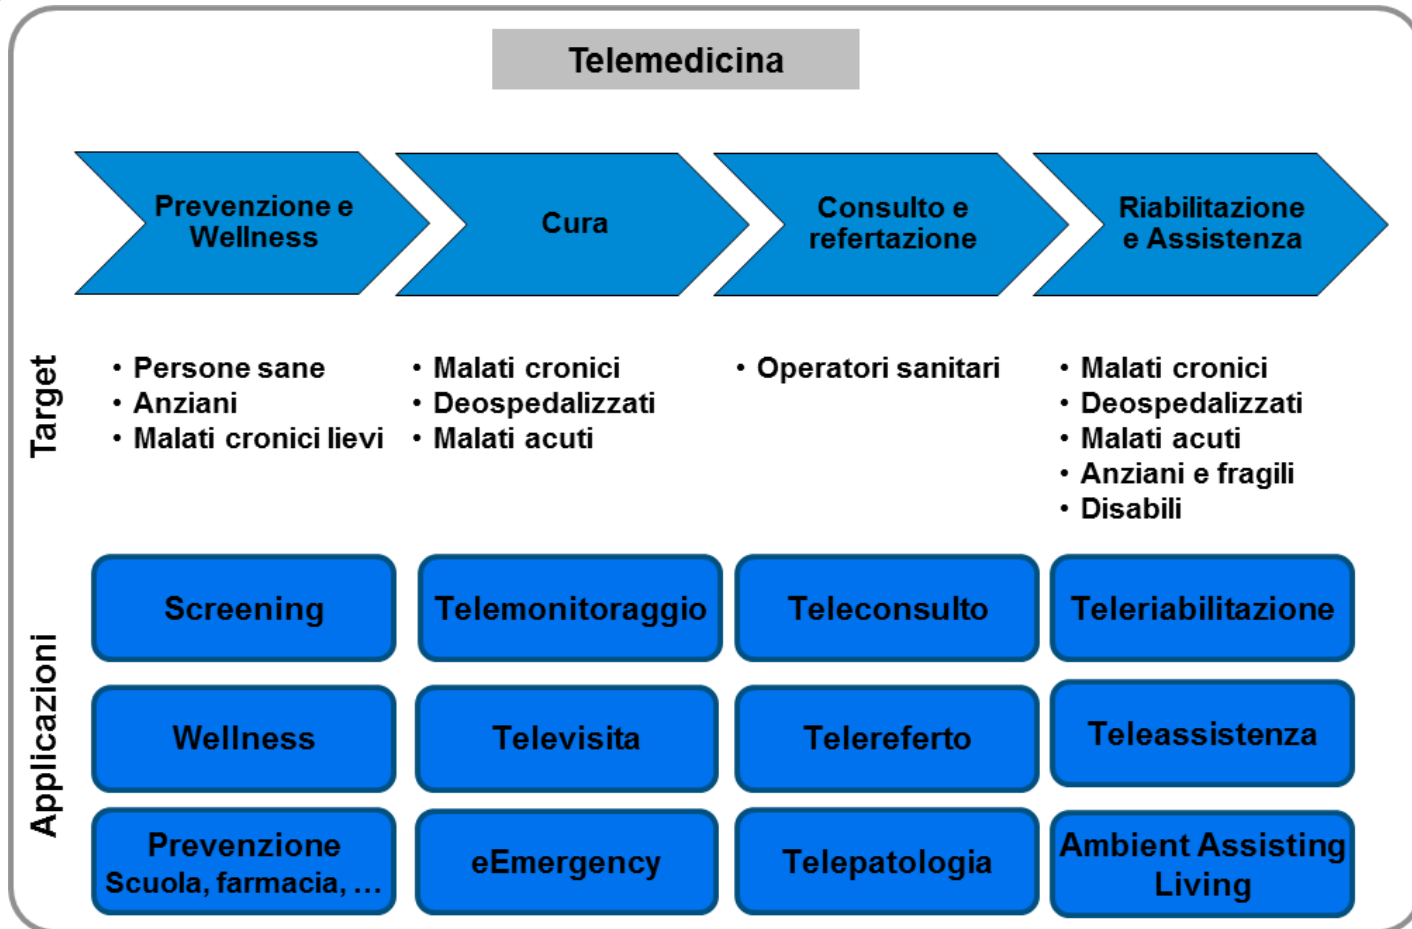 Telemedicina
Prevenzione e
Wellness
Cura
Consulto e
refertazione
Riabilitazione
e Assistenza
Target
• Persone sane
• Anziani
• Malati cronici lievi
• Malati cronici
• Deospedalizzati
• Malati acuti
• Operatori sanitari
• Malati cronici
• Deospedalizzati
• Malati acuti
• Anziani e fragili
• Disabili
Applicazioni
Screening
Telemonitoraggio
Teleconsulto
Teleriabilitazione
Wellness
Televisita
Telereferto
Teleassistenza
Prevenzione
Scuola, farmacia, …
eEmergency
Telepatologia
Ambient Assisting
Living